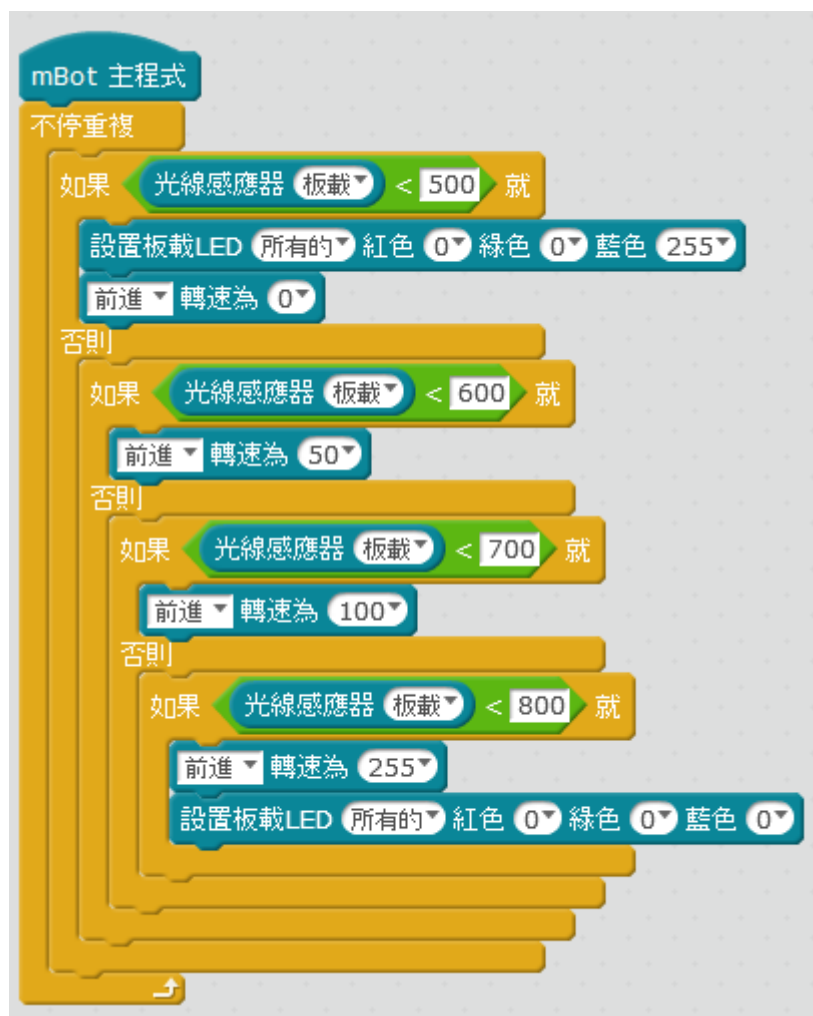 mBot 主程式
不停重複
如果 光線感應器 板載 < 500 就
設置板載LED 所有的 紅色 0 綠色 0 藍色 255
前進 轉速為 0
否則
如果 光線感應器 板載 < 600 就
前進 轉速為 50
否則
如果 光線感應器 板載 < 700 就
前進 轉速為 100
否則
如果 光線感應器 板載 < 800 就
前進 轉速為 255
設置板載LED 所有的 紅色 0 綠色 0 藍色 0